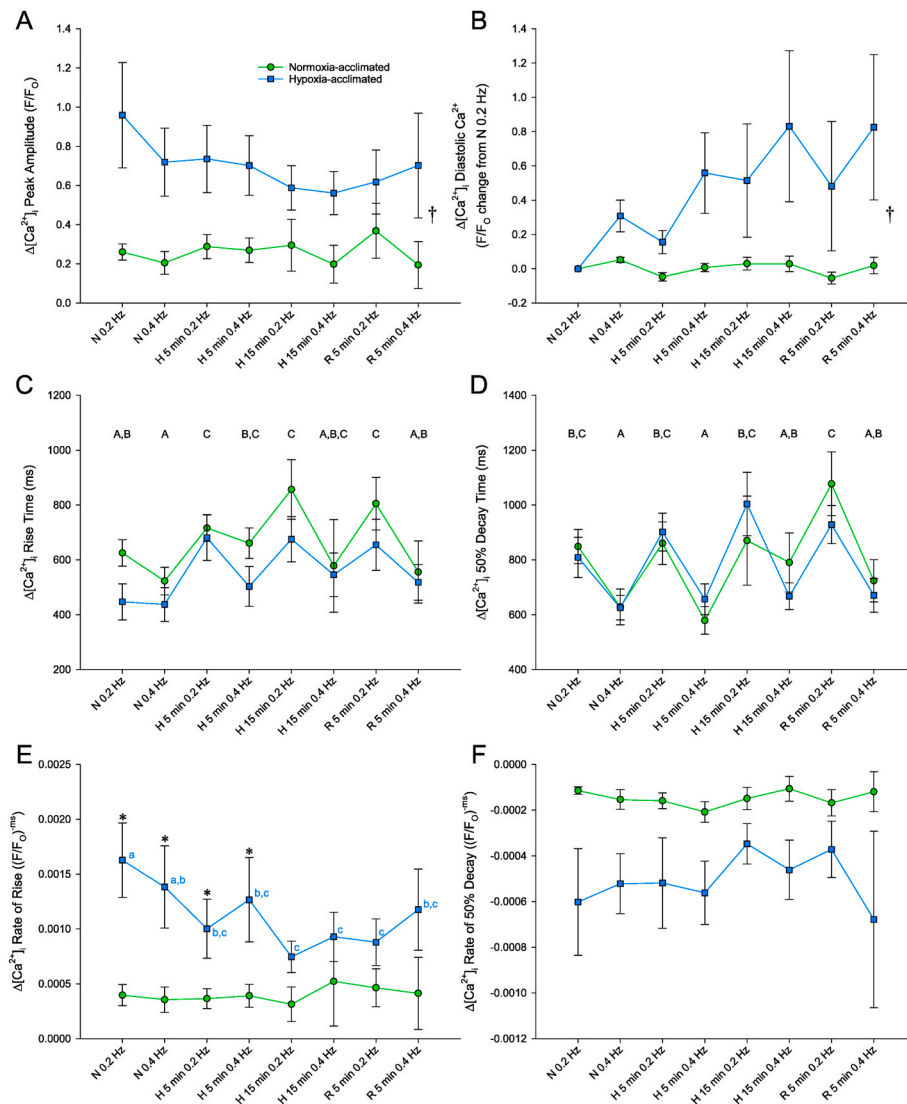 A
Δ[Ca²⁺]ᵢ Peak Amplitude (F/F_O)
1.4
1.2
1.0
0.8
0.6
0.4
0.2
0.0
Normoxia-acclimated
Hypoxia-acclimated
†
N 0.2 Hz
N 0.4 Hz
H 5 min 0.2 Hz
H 5 min 0.4 Hz
H 15 min 0.2 Hz
H 15 min 0.4 Hz
R 5 min 0.2 Hz
R 5 min 0.4 Hz
B
Δ[Ca²⁺]ᵢ Diastolic Ca²⁺
(F/F_O change from N 0.2 Hz)
1.4
1.2
1.0
0.8
0.6
0.4
0.2
0.0
-0.2
†
N 0.2 Hz
N 0.4 Hz
H 5 min 0.2 Hz
H 5 min 0.4 Hz
H 15 min 0.2 Hz
H 15 min 0.4 Hz
R 5 min 0.2 Hz
R 5 min 0.4 Hz
C
Δ[Ca²⁺]ᵢ Rise Time (ms)
1200
1000
800
600
400
200
A,B A C B,C C A,B,C C A,B
N 0.2 Hz
N 0.4 Hz
H 5 min 0.2 Hz
H 5 min 0.4 Hz
H 15 min 0.2 Hz
H 15 min 0.4 Hz
R 5 min 0.2 Hz
R 5 min 0.4 Hz
D
Δ[Ca²⁺]ᵢ 50% Decay Time (ms)
1400
1200
1000
800
600
400
B,C A B,C A B,C A,B C A,B
N 0.2 Hz
N 0.4 Hz
H 5 min 0.2 Hz
H 5 min 0.4 Hz
H 15 min 0.2 Hz
H 15 min 0.4 Hz
R 5 min 0.2 Hz
R 5 min 0.4 Hz
E
Δ[Ca²⁺]ᵢ Rate of Rise ((F/F_O)⁻ᵐˢ)
0.0025
0.0020
0.0015
0.0010
0.0005
0.0000
* * * *
a a,b b,c b,c c c c b,c
N 0.2 Hz
N 0.4 Hz
H 5 min 0.2 Hz
H 5 min 0.4 Hz
H 15 min 0.2 Hz
H 15 min 0.4 Hz
R 5 min 0.2 Hz
R 5 min 0.4 Hz
F
Δ[Ca²⁺]ᵢ Rate of 50% Decay ((F/F_O)⁻ᵐˢ)
0.0000
-0.0002
-0.0004
-0.0006
-0.0008
-0.0010
-0.0012
N 0.2 Hz
N 0.4 Hz
H 5 min 0.2 Hz
H 5 min 0.4 Hz
H 15 min 0.2 Hz
H 15 min 0.4 Hz
R 5 min 0.2 Hz
R 5 min 0.4 Hz